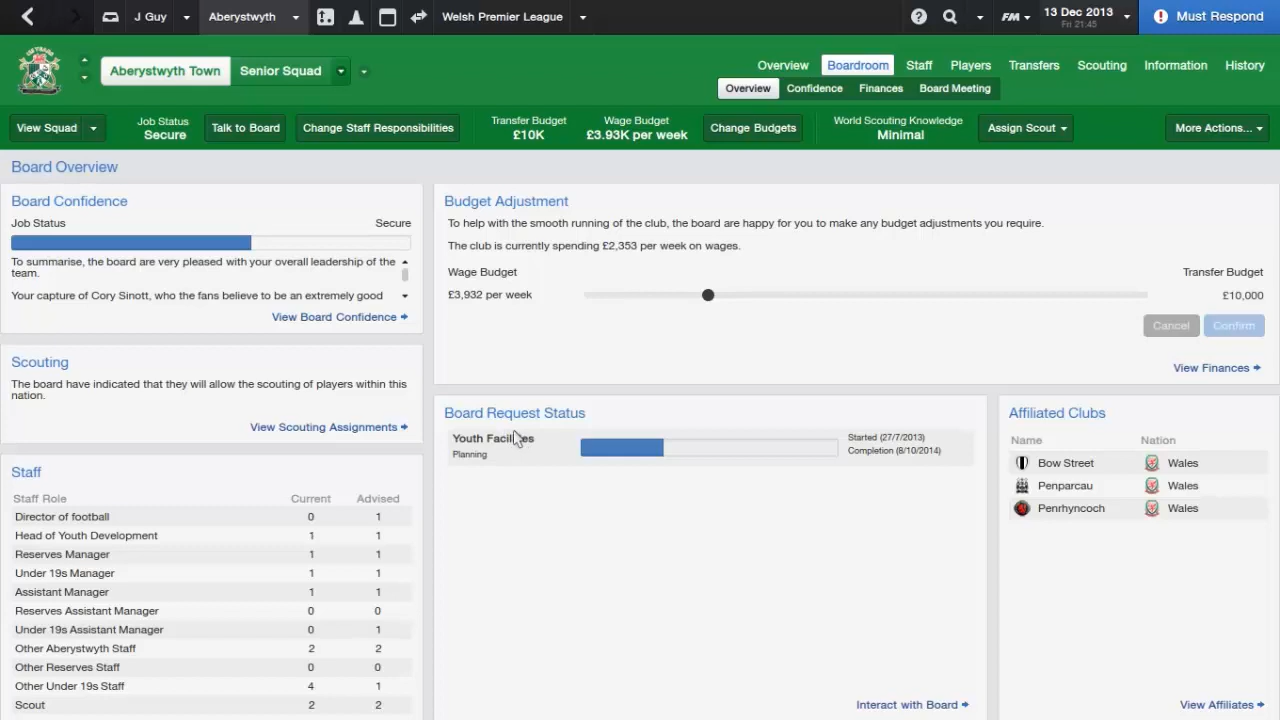 J Guy
Aberystwyth
Welsh Premier League
FM
13 Dec 2013
Fri 21:45
Must Respond
Aberystwyth Town
Senior Squad
Overview
Boardroom
Staff
Players
Transfers
Scouting
Information
History
Overview
Confidence
Finances
Board Meeting
View Squad
Job Status
Secure
Talk to Board
Change Staff Responsibilities
Transfer Budget
£10K
Wage Budget
£3.93K per week
Change Budgets
World Scouting Knowledge
Minimal
Assign Scout
More Actions...
Board Overview
Board Confidence
Job Status
Secure
To summarise, the board are very pleased with your overall leadership of the
team.
Your capture of Cory Sinott, who the fans believe to be an extremely good
View Board Confidence
Scouting
The board have indicated that they will allow the scouting of players within this
nation.
View Scouting Assignments
Staff
Staff Role Current Advised
Director of football 0 1
Head of Youth Development 1 1
Reserves Manager 1 1
Under 19s Manager 1 1
Assistant Manager 1 1
Reserves Assistant Manager 0 0
Under 19s Assistant Manager 0 1
Other Aberystwyth Staff 2 2
Other Reserves Staff 0 0
Other Under 19s Staff 4 1
Scout 2 2
Budget Adjustment
To help with the smooth running of the club, the board are happy for you to make any budget adjustments you require.
The club is currently spending £2,353 per week on wages.
Wage Budget
Transfer Budget
£3,932 per week
£10,000
Cancel
Confirm
View Finances
Board Request Status
Youth Facilities
Planning
Started (27/7/2013)
Completion (8/10/2014)
Interact with Board
Affiliated Clubs
Name Nation
Bow Street Wales
Penparcau Wales
Penrhyncoch Wales
View Affiliates